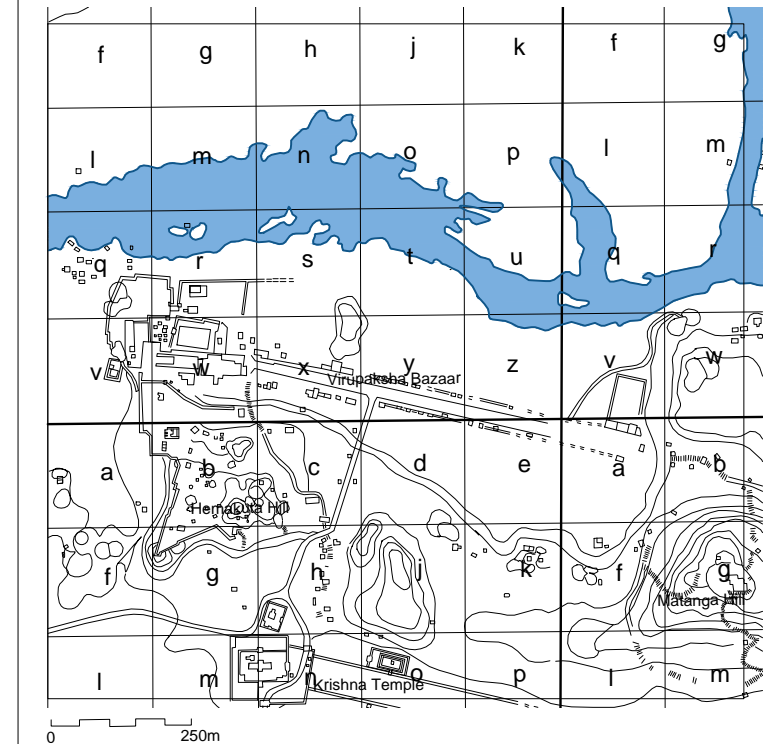 f g h j k f g
l m n o p l m
q r s t u q r
v w x y z v w
Virupaksha Bazaar
a b c d e a b
Hemakuta Hill
f g h j k f g
Matanga Hill
l m n o p l m
Krishna Temple
0 250m